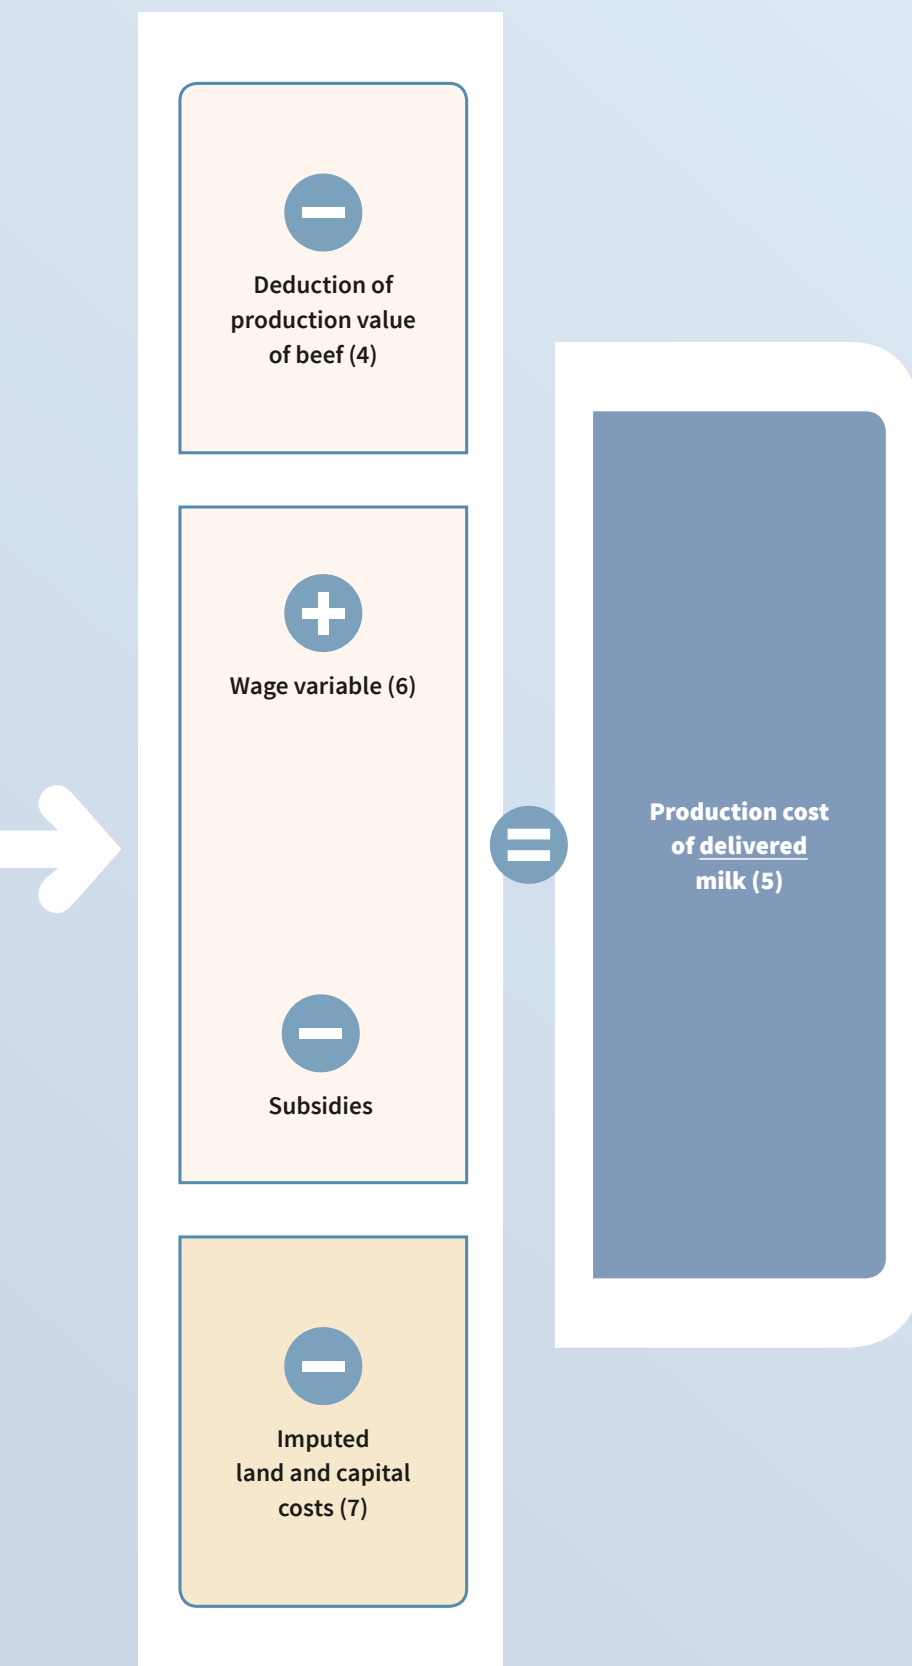 Deduction of
production value
of beef (4)
Wage variable (6)
Subsidies
Imputed
land and capital
costs (7)
Production cost
of delivered
milk (5)